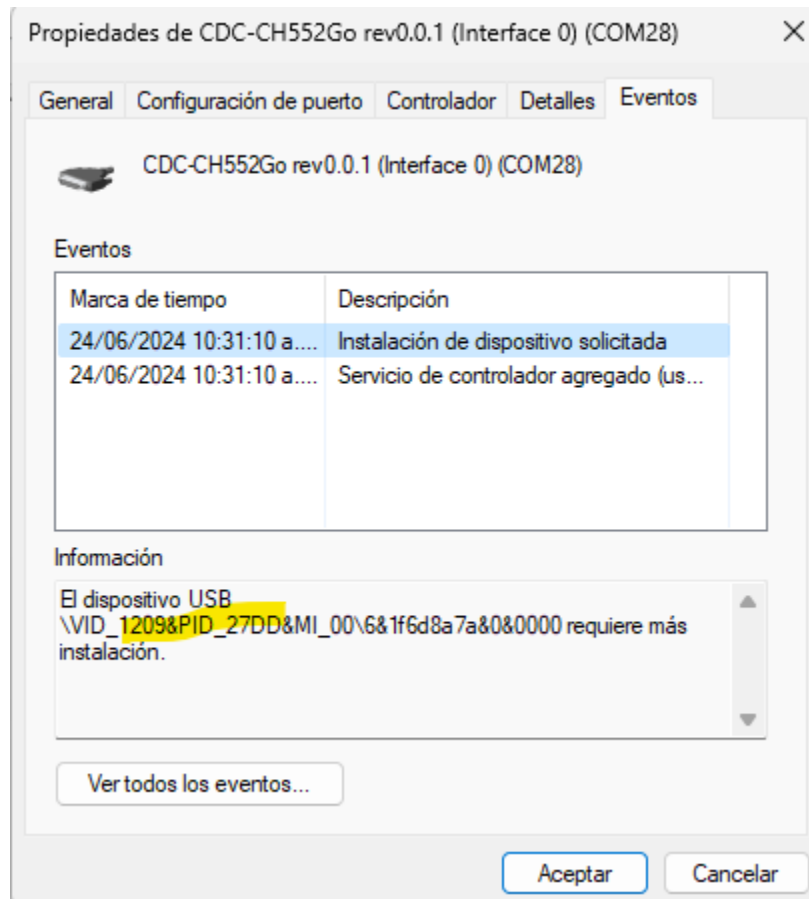 Propiedades de CDC-CH552Go rev0.0.1 (Interface 0) (COM28)
General Configuración de puerto Controlador Detalles Eventos
CDC-CH552Go rev0.0.1 (Interface 0) (COM28)
Eventos
Marca de tiempo Descripción
24/06/2024 10:31:10 a.... Instalación de dispositivo solicitada
24/06/2024 10:31:10 a.... Servicio de controlador agregado (us...
Información
El dispositivo USB
\VID_1209&PID_27DD&MI_00\6&1f6d8a7a&0&0000 requiere más
instalación.
Ver todos los eventos...
Aceptar Cancelar